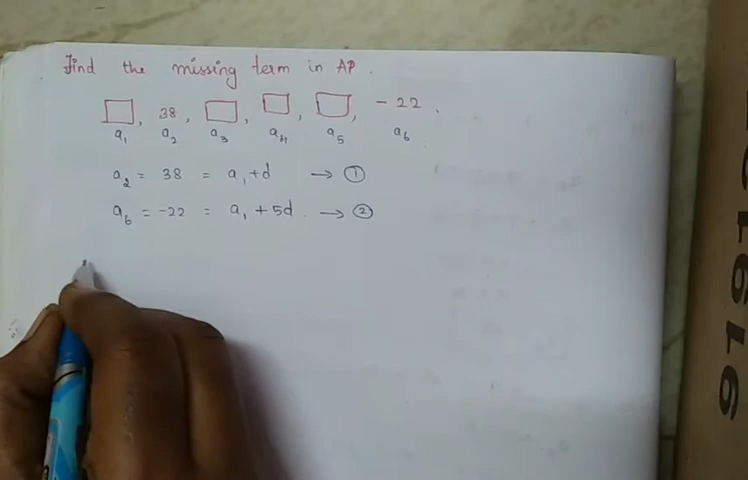 Find the missing term in AP.
□, 38, □, □, □, -22.
a₁ a₂ a₃ a₄ a₅ a₆
a₂ = 38 = a₁+d → ①
a₆ = -22 = a₁ + 5d → ②
91916